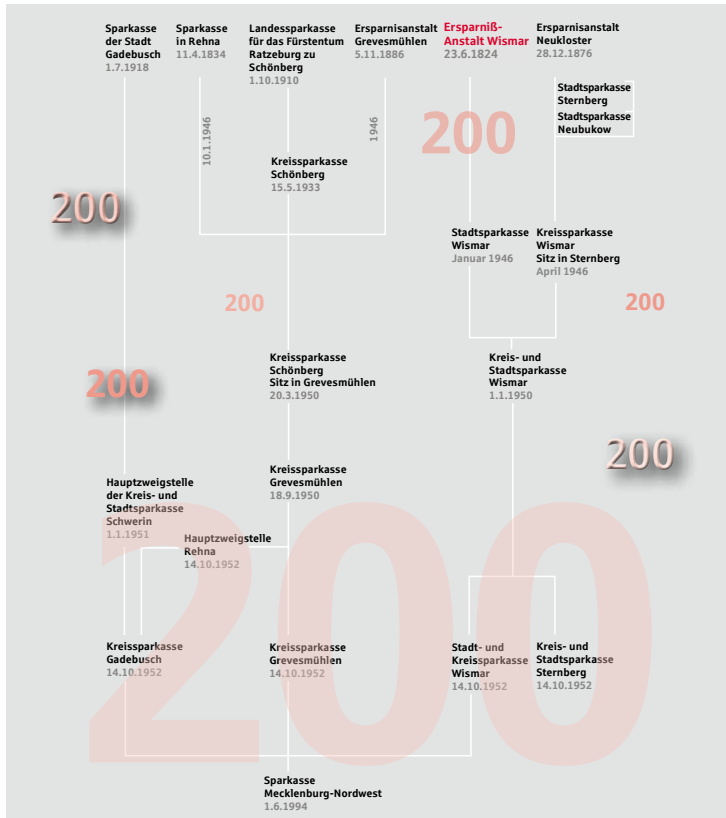 Sparkasse
der Stadt
Gadebusch
1.7.1918
Sparkasse
in Rehna
11.4.1834
Landessparkasse
für das Fürstentum
Ratzeburg zu
Schönberg
1.10.1910
Ersparnisanstalt
Grevesmühlen
5.11.1886
Ersparniß-
Anstalt Wismar
23.6.1824
Ersparnisanstalt
Neukloster
28.12.1876
Stadtsparkasse
Sternberg
Stadtsparkasse
Neubukow
10.1.1946
1946
200
Kreissparkasse
Schönberg
15.5.1933
200
Stadtsparkasse
Wismar
Januar 1946
Kreissparkasse
Wismar
Sitz in Sternberg
April 1946
200
200
Kreissparkasse
Schönberg
Sitz in Grevesmühlen
20.3.1950
Kreis- und
Stadtsparkasse
Wismar
1.1.1950
200
200
Kreissparkasse
Grevesmühlen
18.9.1950
Hauptzweigstelle
der Kreis- und
Stadtsparkasse
Schwerin
1.1.1951
Hauptzweigstelle
Rehna
14.10.1952
200
Kreissparkasse
Gadebusch
14.10.1952
Kreissparkasse
Grevesmühlen
14.10.1952
Stadt- und
Kreissparkasse
Wismar
14.10.1952
Kreis- und
Stadtsparkasse
Sternberg
14.10.1952
Sparkasse
Mecklenburg-Nordwest
1.6.1994